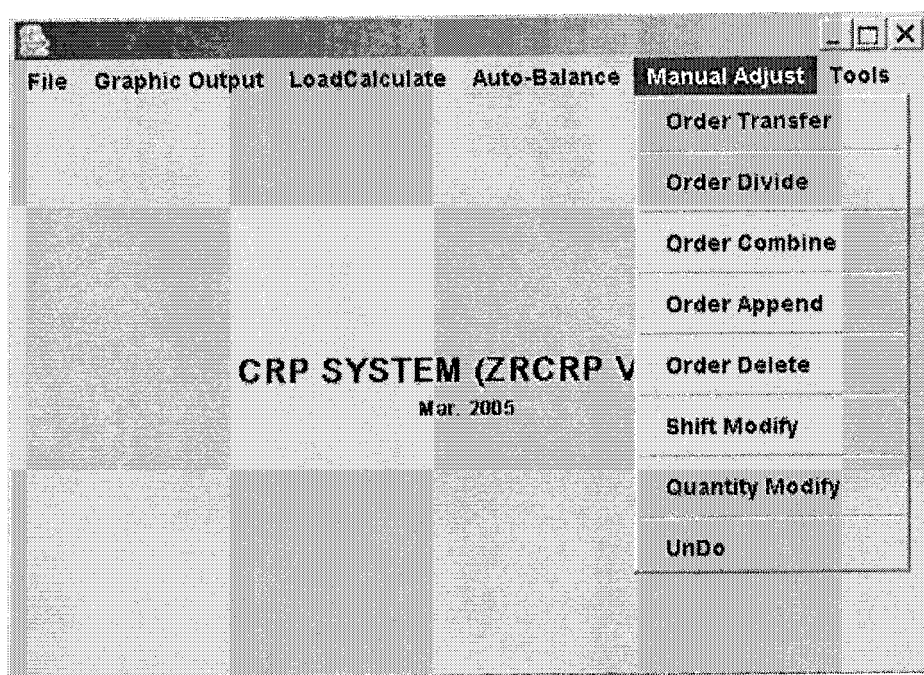 File Graphic Output LoadCalculate Auto-Balance Manual Adjust Tools
Order Transfer
Order Divide
Order Combine
Order Append
Order Delete
Shift Modify
Quantity Modify
UnDo
CRP SYSTEM (ZRCRP V
Mar. 2005